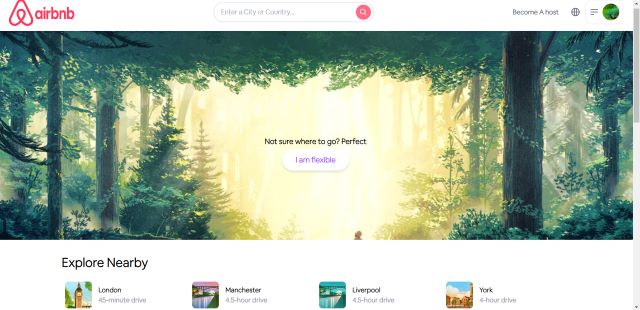 airbnb
Enter a City or Country...
Become A host
Not sure where to go? Perfect
I am flexible
Explore Nearby
London
45-minute drive
Manchester
4.5-hour drive
Liverpool
4.5-hour drive
York
4-hour drive